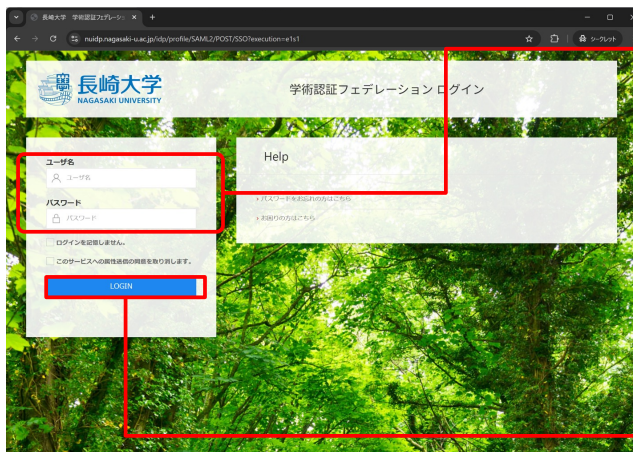 長崎大学 学術認証フェデレーシ
nuidp.nagasaki-u.ac.jp/idp/profile/SAML2/POST/SSO?execution=e1s1
シークレット
長崎大学
NAGASAKI UNIVERSITY
学術認証フェデレーション ログイン
ユーザ名
ユーザ名
パスワード
パスワード
ログインを記憶しません。
このサービスへの属性送信の同意を取り消します。
LOGIN
Help
› パスワードをお忘れの方はこちら
› お困りの方はこちら